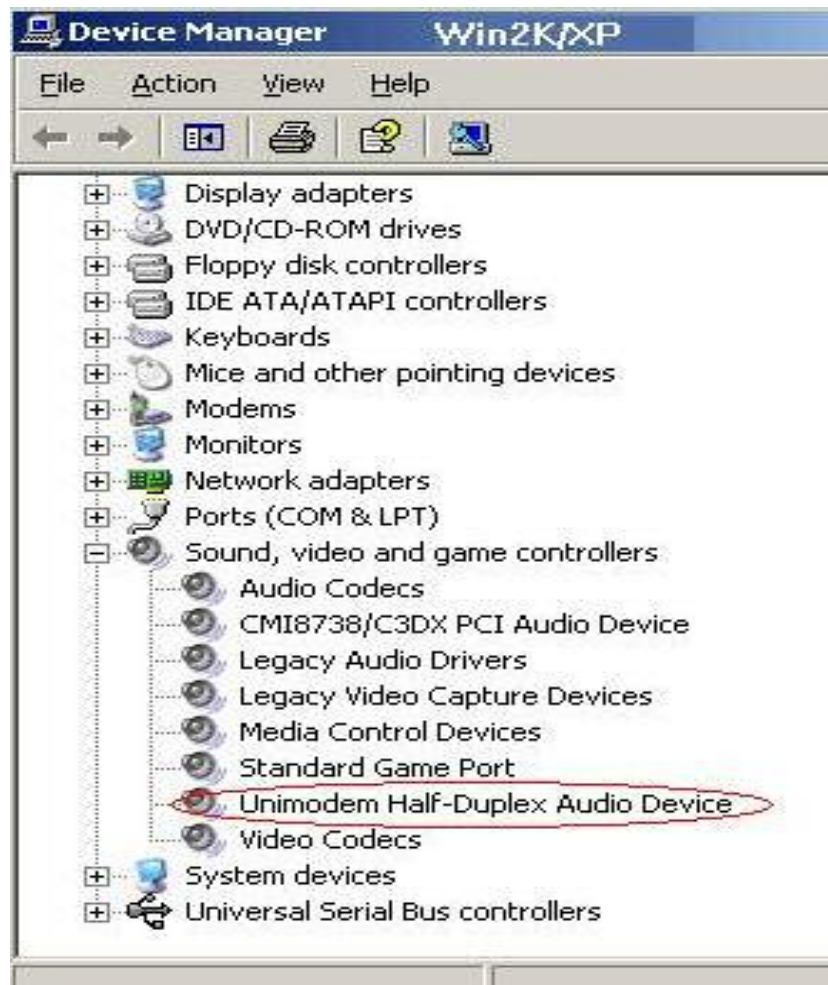 Device Manager Win2K/XP
File Action View Help
Display adapters
DVD/CD-ROM drives
Floppy disk controllers
IDE ATA/ATAPI controllers
Keyboards
Mice and other pointing devices
Modems
Monitors
Network adapters
Ports (COM & LPT)
Sound, video and game controllers
Audio Codecs
CMI8738/C3DX PCI Audio Device
Legacy Audio Drivers
Legacy Video Capture Devices
Media Control Devices
Standard Game Port
Unimodem Half-Duplex Audio Device
Video Codecs
System devices
Universal Serial Bus controllers